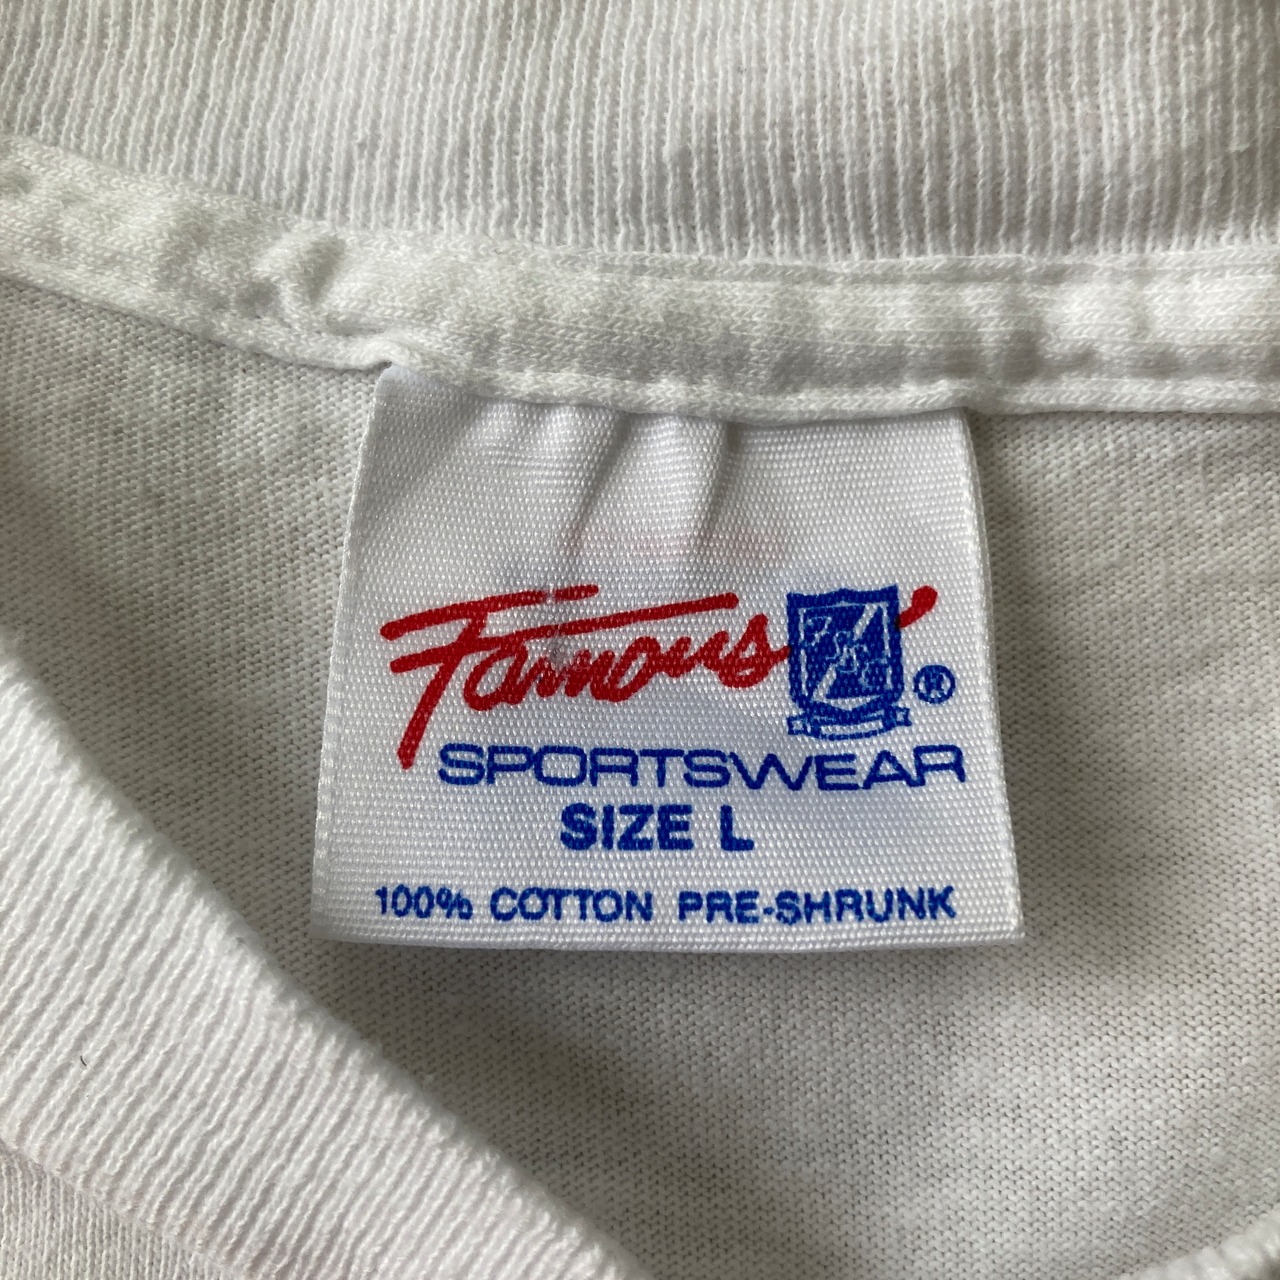 Famous'
®
SPORTSWEAR
SIZE L
100% COTTON PRE-SHRUNK